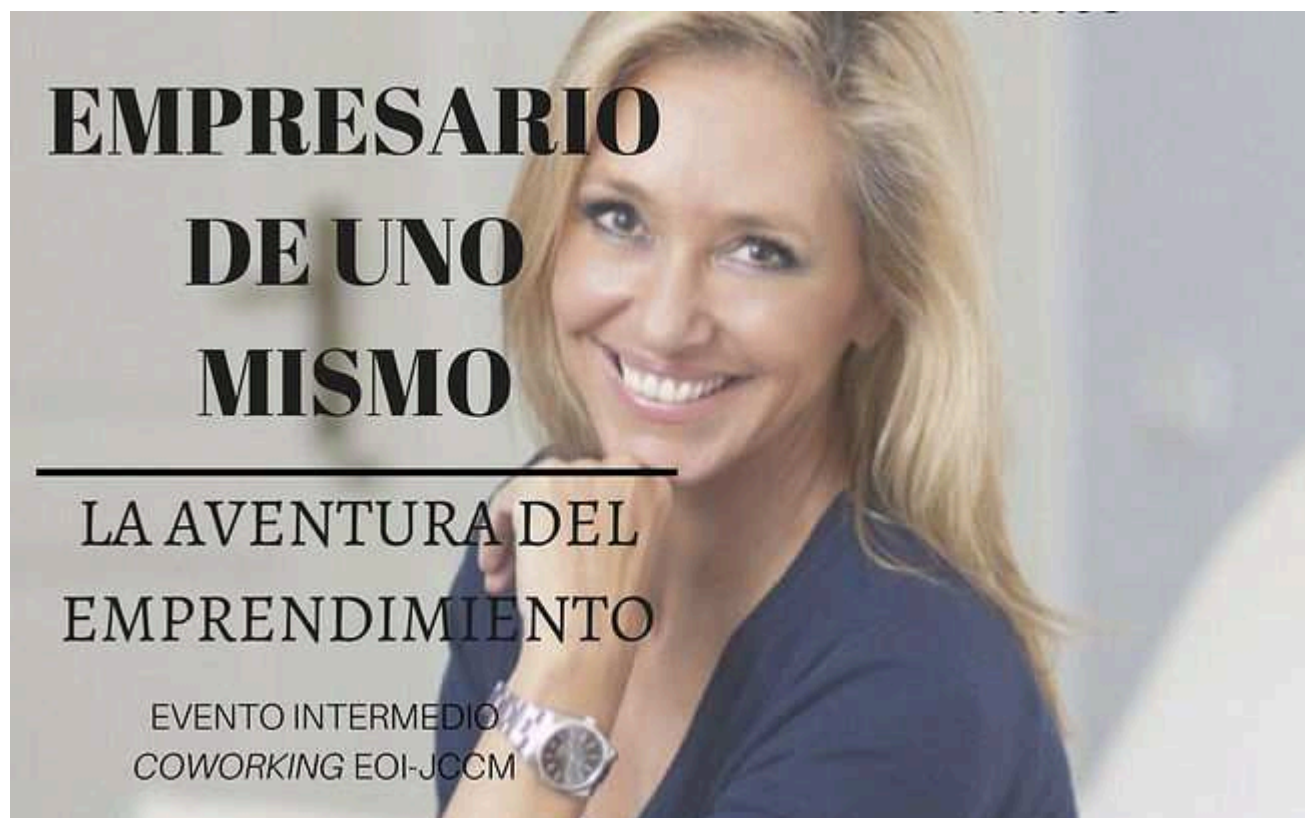 EMPRESARIO
DE UNO
MISMO
LA AVENTURA DEL
EMPRENDIMIENTO
EVENTO INTERMEDIO
COWORKING EOI-JCCM